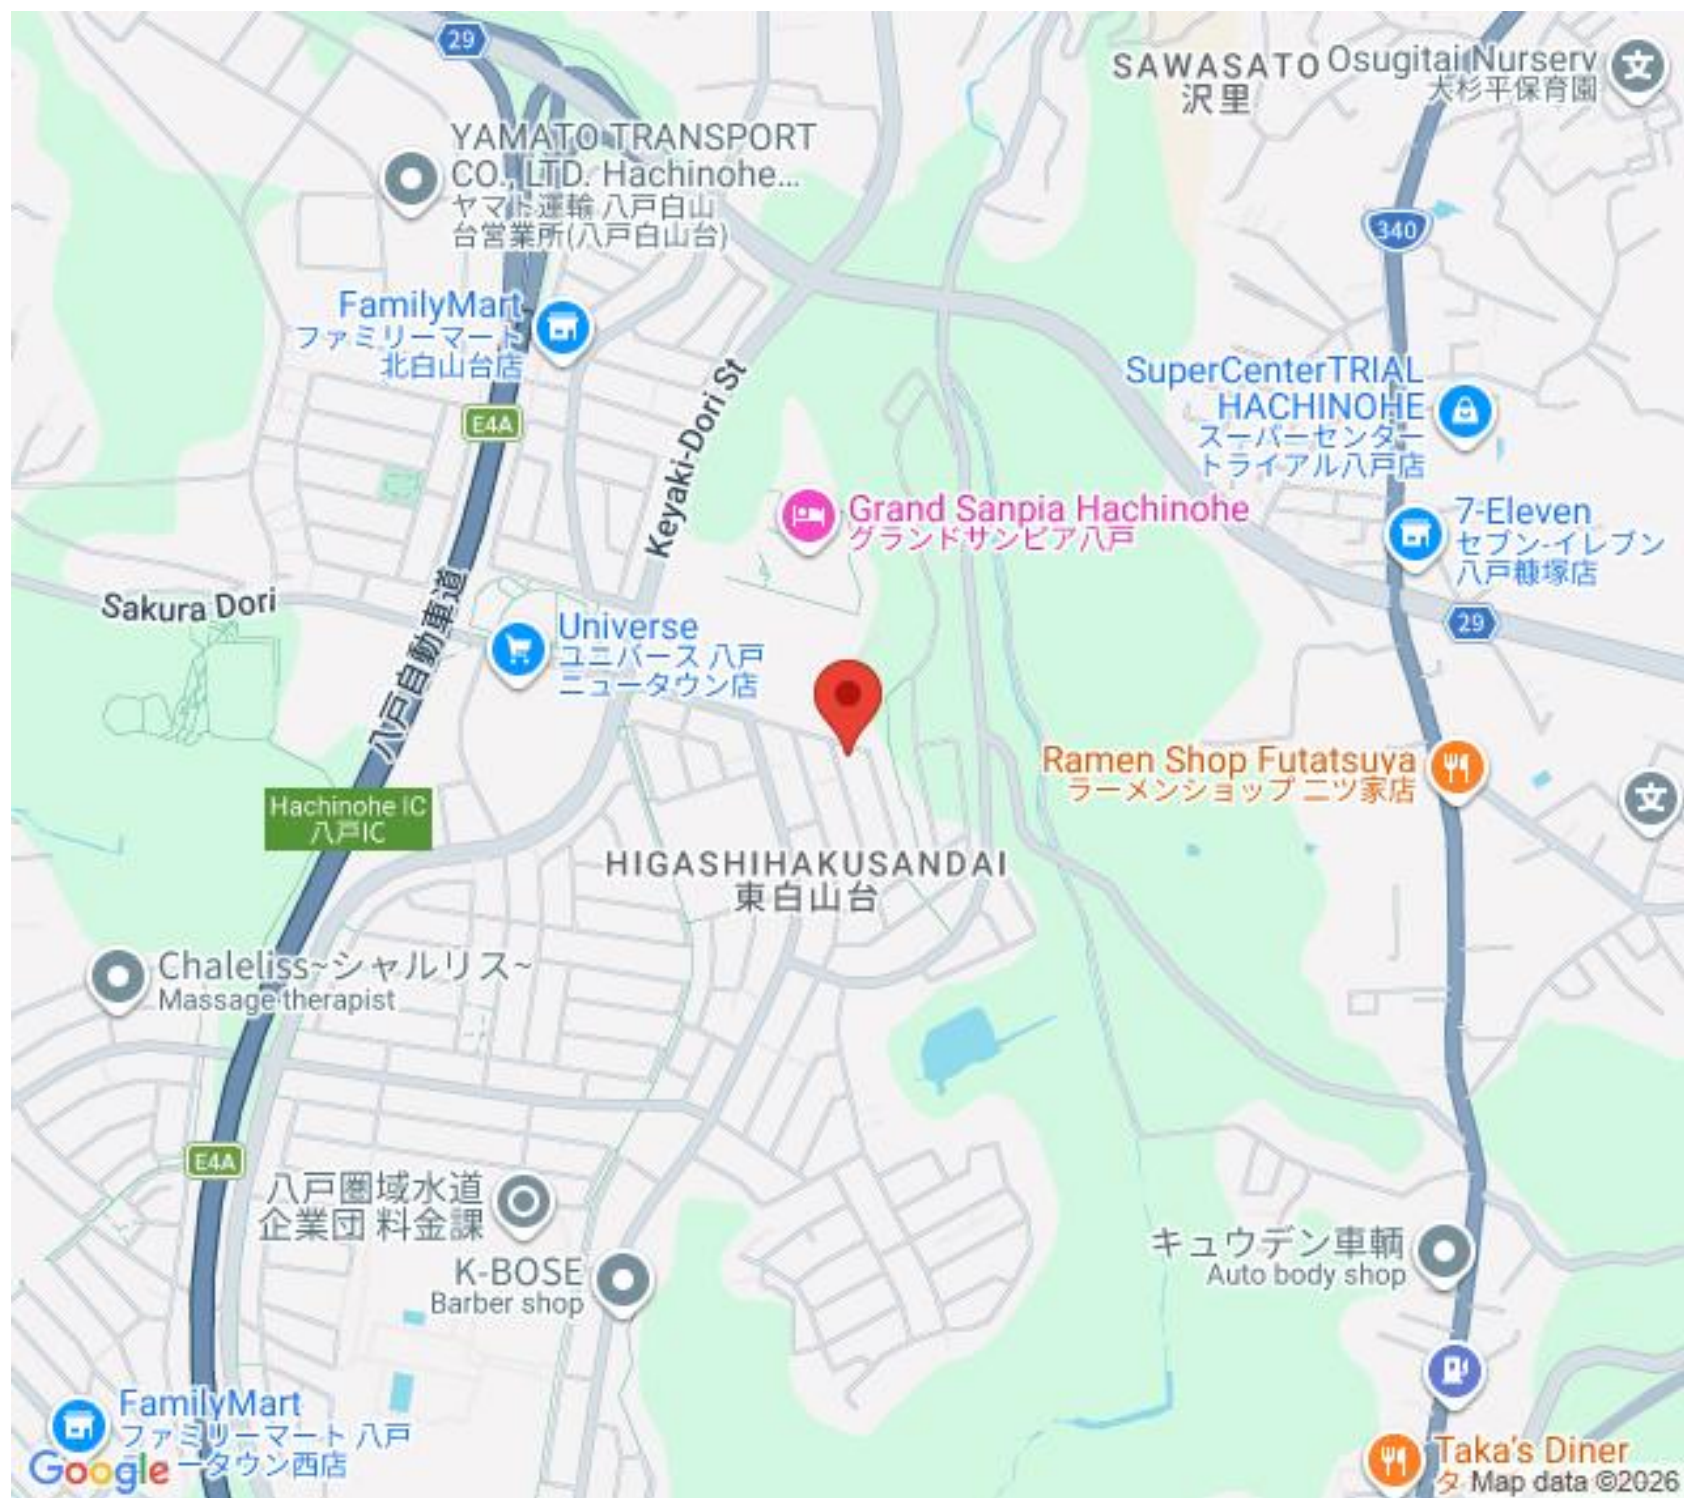 29
SAWASATO
沢里
Osugitai Nursery
大杉平保育園
YAMATO TRANSPORT
CO., LTD. Hachinohe...
ヤマト運輸 八戸白山
台営業所(八戸白山台)
340
FamilyMart
ファミリーマート
北白山台店
E4A
Keyaki-Dori St
SuperCenterTRIAL
HACHINOHE
スーパーセンター
トライアル八戸店
Grand Sanpia Hachinohe
グランドサンピア八戸
7-Eleven
セブン-イレブン
八戸糠塚店
29
Sakura Dori
八戸自動車道
Universe
ユニバース 八戸
ニュータウン店
Ramen Shop Futatsuya
ラーメンショップ 二ツ家店
Hachinohe IC
八戸IC
HIGASHIHAKUSANDAI
東白山台
Chaleliss~シャルリス~
Massage therapist
E4A
八戸圏域水道
企業団 料金課
K-BOSE
Barber shop
キュウデン車輌
Auto body shop
FamilyMart
ファミリーマート 八戸
ータウン西店
Google
Taka's Diner
タ
Map data ©2026